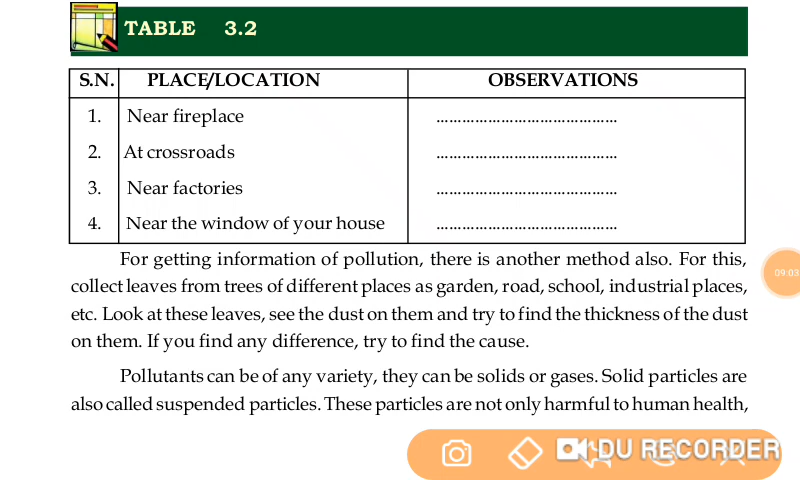 TABLE 3.2
S.N. PLACE/LOCATION OBSERVATIONS
1. Near fireplace ..........................................
2. At crossroads ..........................................
3. Near factories ..........................................
4. Near the window of your house ..........................................
For getting information of pollution, there is another method also. For this,
collect leaves from trees of different places as garden, road, school, industrial places,
etc. Look at these leaves, see the dust on them and try to find the thickness of the dust
on them. If you find any difference, try to find the cause.
Pollutants can be of any variety, they can be solids or gases. Solid particles are
also called suspended particles. These particles are not only harmful to human health,
09:03
DU RECORDER